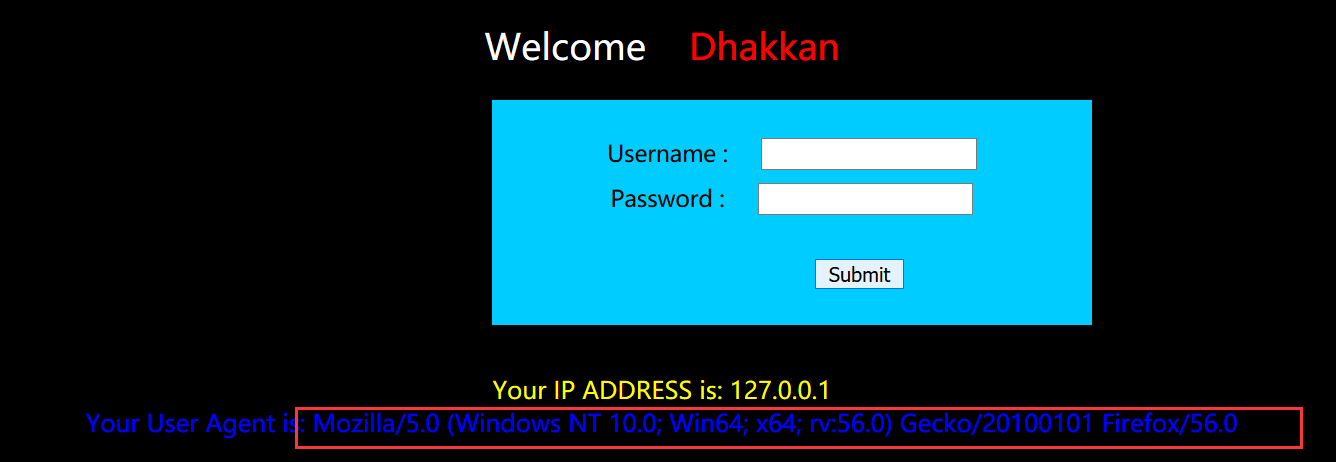 Welcome Dhakkan
Username :
Password :
Submit
Your IP ADDRESS is: 127.0.0.1
Your User Agent is: Mozilla/5.0 (Windows NT 10.0; Win64; x64; rv:56.0) Gecko/20100101 Firefox/56.0